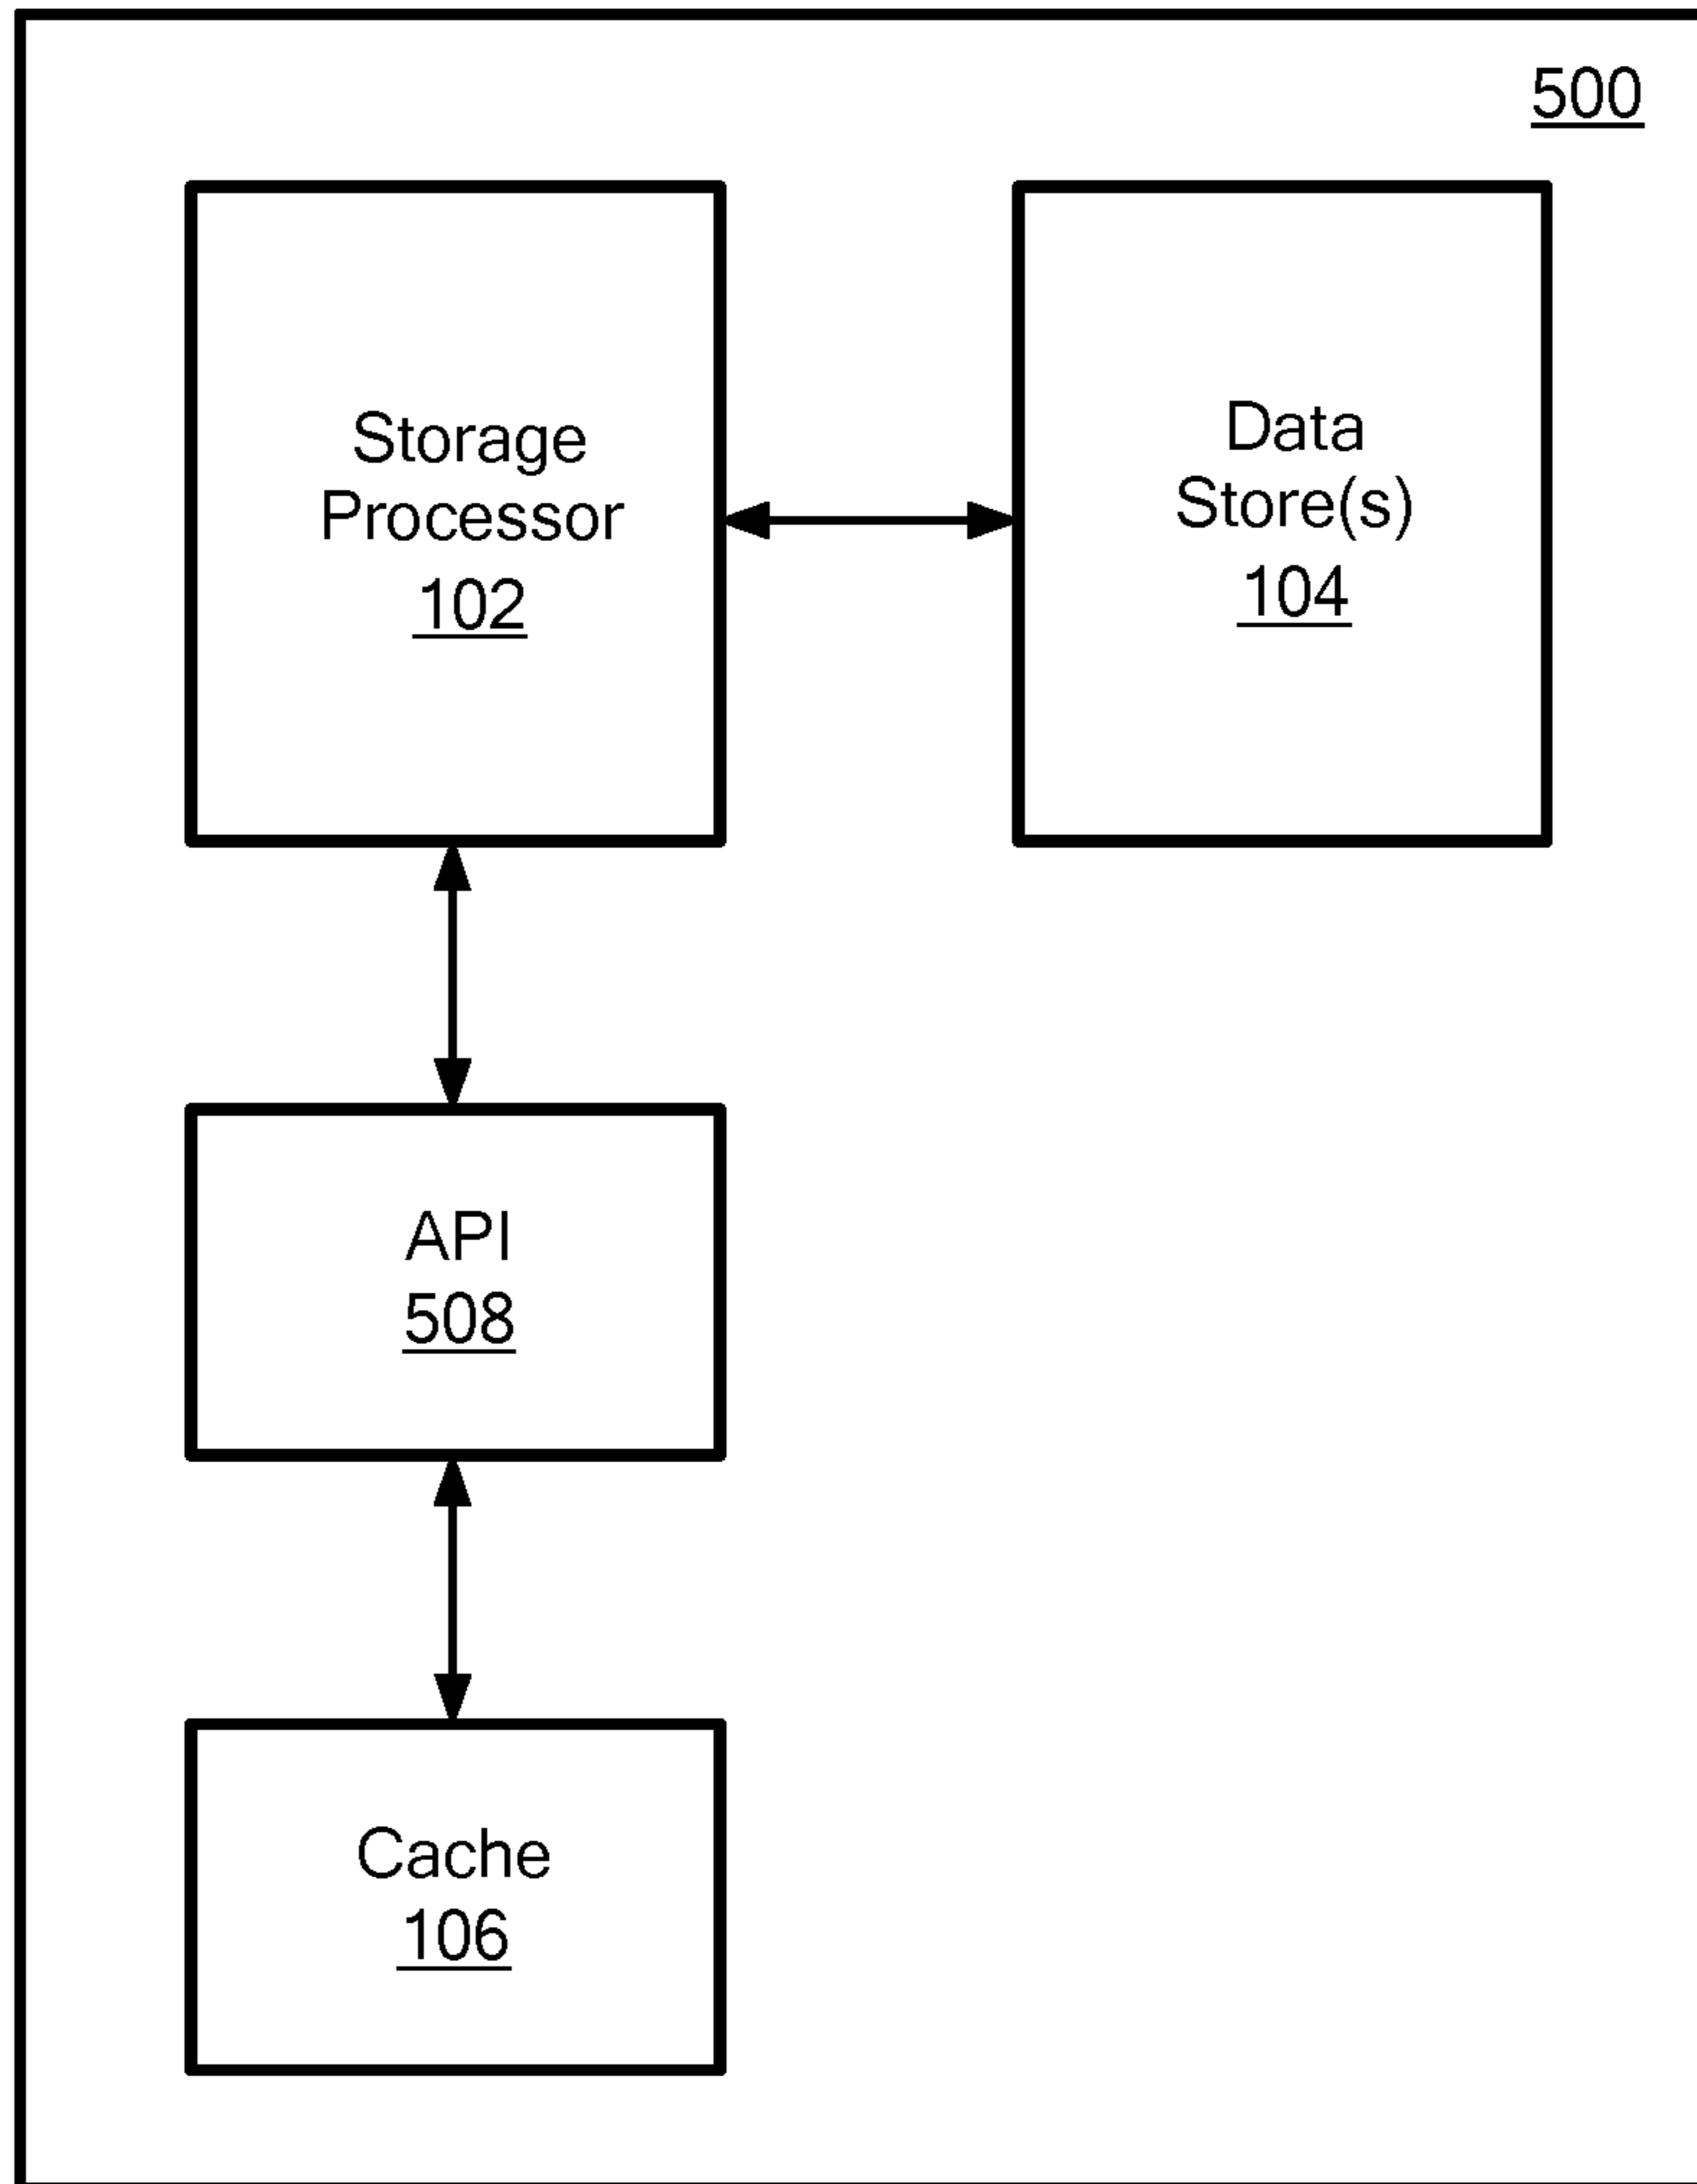 500
Storage
Processor
102
Data
Store(s)
104
API
508
Cache
106